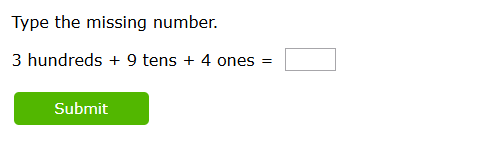 Type the missing number.
3 hundreds + 9 tens + 4 ones =
Submit